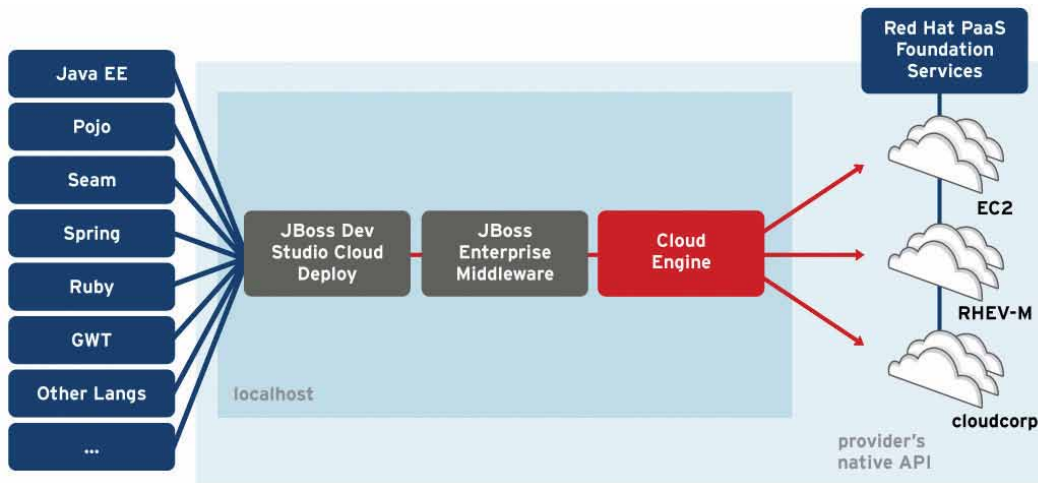 Java EE
Pojo
Seam
Spring
Ruby
GWT
Other Langs
...
JBoss Dev
Studio Cloud
Deploy
JBoss
Enterprise
Middleware
Cloud
Engine
localhost
Red Hat PaaS
Foundation
Services
EC2
RHEV-M
cloudcorp
provider's
native API